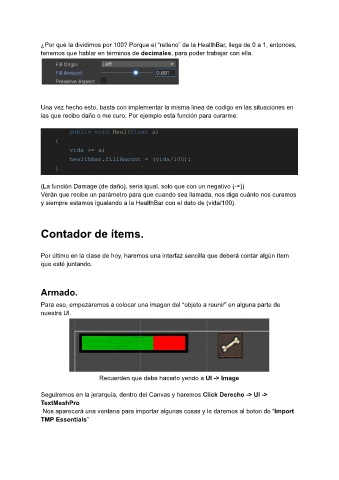 ¿Por qué la dividimos por 100? Porque el “relleno” de la HealthBar, llega de 0 a 1, entonces,
tenemos que hablar en términos de decimales, para poder trabajar con ella.
Fill Origin Left
Fill Amount 0.691
Preserve Aspect
Una vez hecho esto, basta con implementar la misma linea de codigo en las situaciones en
las que recibo daño o me curo. Por ejemplo esta función para curarme:
public void Heal(float a)
{
vida += a;
healthBar.fillAmount = (vida/100);
}
(La función Damage (de daño), sería igual, solo que con un negativo (-=))
Verán que recibe un parámetro para que cuando sea llamada, nos diga cuánto nos curamos
y siempre estamos igualando a la HealthBar con el dato de (vida/100).
Contador de ítems.
Por último en la clase de hoy, haremos una interfaz sencilla que deberá contar algún ítem
que esté juntando.
Armado.
Para eso, empezaremos a colocar una imagen del “objeto a reunir” en alguna parte de
nuestra UI.
Recuerden que debe hacerlo yendo a UI -> Image
Seguiremos en la jerarquía, dentro del Canvas y haremos Click Derecho -> UI ->
TextMeshPro
Nos aparecerá una ventana para importar algunas cosas y le daremos al boton de “Import
TMP Essentials”